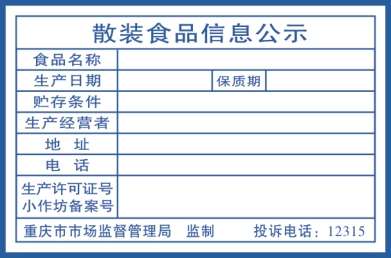 散装食品信息公示
食品名称
生产日期 保质期
贮存条件
生产经营者
地 址
电 话
生产许可证号
小作坊备案号
重庆市市场监督管理局 监制 投诉电话：12315